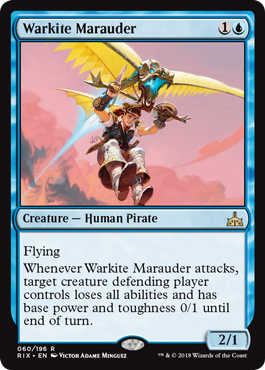 Warkite Marauder 1
Creature — Human Pirate
Flying
Whenever Warkite Marauder attacks,
target creature defending player
controls loses all abilities and has
base power and toughness 0/1 until
end of turn.
2/1
060/196 R
RIX • EN Victor Adame Minguez
™ & © 2018 Wizards of the Coast